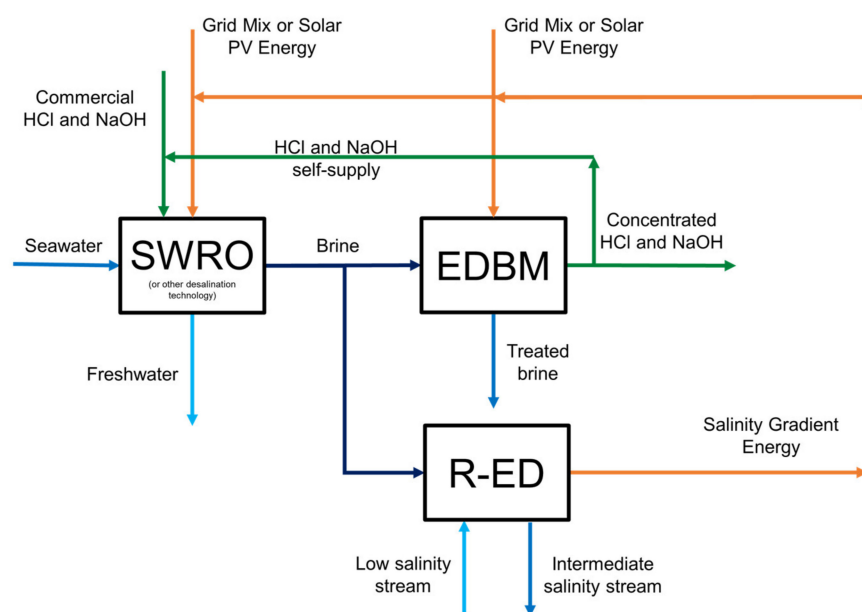 Grid Mix or Solar
PV Energy
Grid Mix or Solar
PV Energy
Commercial
HCl and NaOH
HCl and NaOH
self-supply
Seawater
SWRO
(or other desalination
technology)
Brine
EDBM
Concentrated
HCl and NaOH
Freshwater
Treated
brine
R-ED
Salinity Gradient
Energy
Low salinity
stream
Intermediate
salinity stream